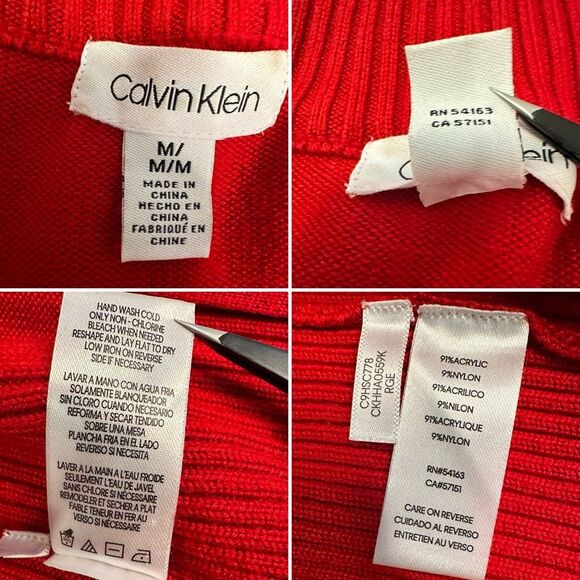 Calvin Klein
M/
M/M
MADE IN
CHINA
HECHO EN
CHINA
FABRIQUÉ EN
CHINE
RN 54163
CA 57151
ein
HAND WASH COLD
ONLY NON - CHLORINE
BLEACH WHEN NEEDED
RESHAPE AND LAY FLAT TO DRY
LOW IRON ON REVERSE
SIDE IF NECESSARY
LAVAR A MANO CON AGUA FRIA
SOLAMENTE BLANQUEADOR
SIN CLORO CUANDO NECESARIO
REFORMA Y SECAR TENDIDO
SOBRE UNA MESA
PLANCHA FRIA EN EL LADO
REVERSO SI NECESITA
LAVER A LA MAIN A L'EAU FROIDE
SEULEMENT EAU DE JAVEL
SANS CHLORE SI NÉCESSAIRE
REMODELER ET SÉCHER A PLAT
FABLE TENEUR EN FER AU
VERSO SI NÉCESSAIRE
C9HSC778
CKHHA0559K
RGE
91%ACRYLIC
9%NYLON
91%ACRILICO
9%NILON
91%ACRYLIQUE
9%NYLON
RN#54163
CA#57151
CARE ON REVERSE
CUIDADO AL REVERSO
ENTRETIEN AU VERSO